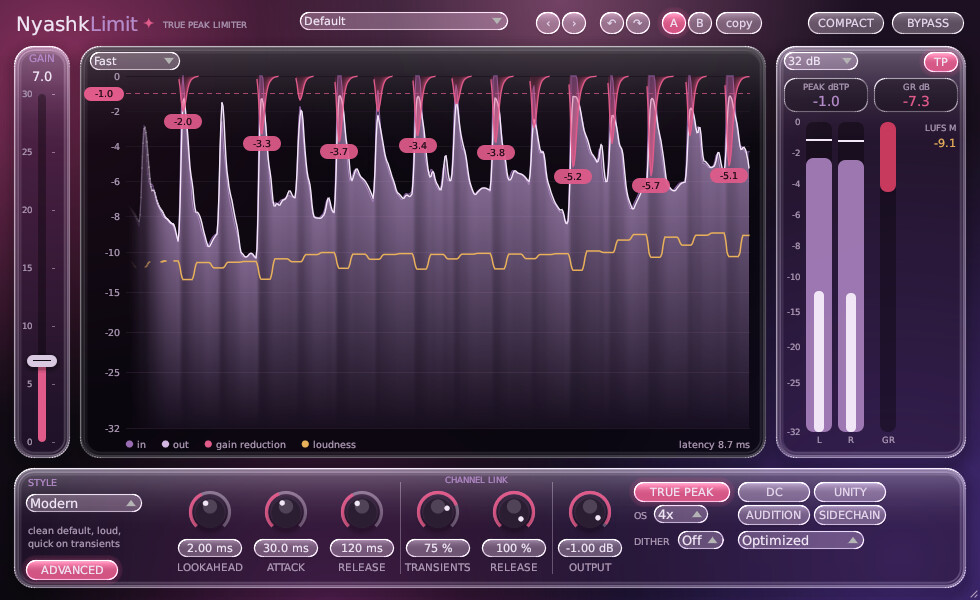 NyashkLimit TRUE PEAK LIMITER Default ‹ › ↶ ↷ A B copy COMPACT BYPASS
GAIN
7.0
30 -
25 -
20 -
15 -
10 -
5 -
0 -
Fast
0
-1.0
-2
-4
-6
-8
-10
-15
-20
-32
-2.0
-3.3
-3.7
-3.4
-3.8
-5.2
-5.7
-5.1
in out gain reduction loudness latency 8.7 ms
32 dB TP
PEAK dBTP
-1.0
GR dB
-7.3
LUFS M
-9.1
0
-2
-4
-6
-8
-10
-15
-20
-25
-32
L R GR
STYLE
Modern
clean default, loud,
quick on transients
ADVANCED
CHANNEL LINK
2.00 ms 30.0 ms 120 ms 75 % 100 % -1.00 dB
LOOKAHEAD ATTACK RELEASE TRANSIENTS RELEASE OUTPUT
TRUE PEAK DC UNITY
OS 4x AUDITION SIDECHAIN
DITHER Off Optimized